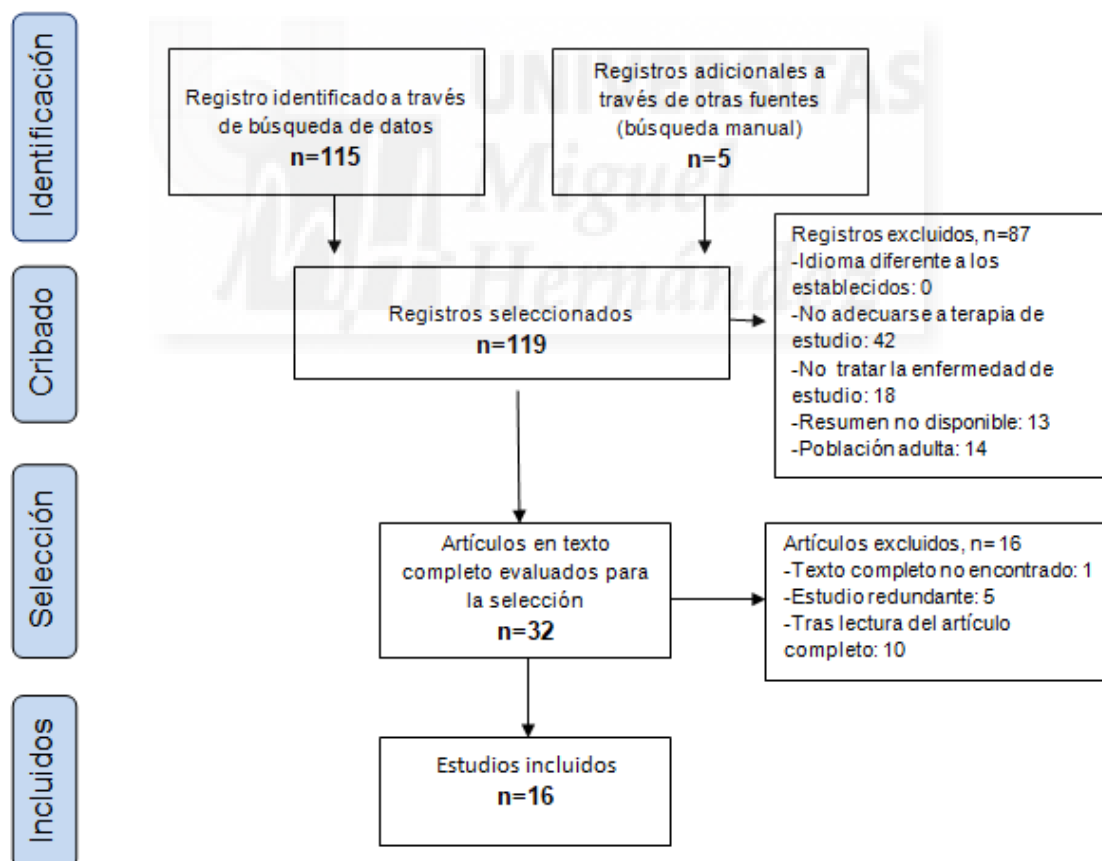 Identificación
Registro identificado a través
de búsqueda de datos
n=115
Registros adicionales a
través de otras fuentes
(búsqueda manual)
n=5
UNIVERSITAS
Miguel
Hernández
Cribado
Registros seleccionados
n=119
Registros excluidos, n=87
-Idioma diferente a los
establecidos: 0
-No adecuarse a terapia de
estudio: 42
-No tratar la enfermedad de
estudio: 18
-Resumen no disponible: 13
-Población adulta: 14
Selección
Artículos en texto
completo evaluados para
la selección
n=32
Artículos excluidos, n= 16
-Texto completo no encontrado: 1
-Estudio redundante: 5
-Tras lectura del artículo
completo: 10
Incluidos
Estudios incluidos
n=16